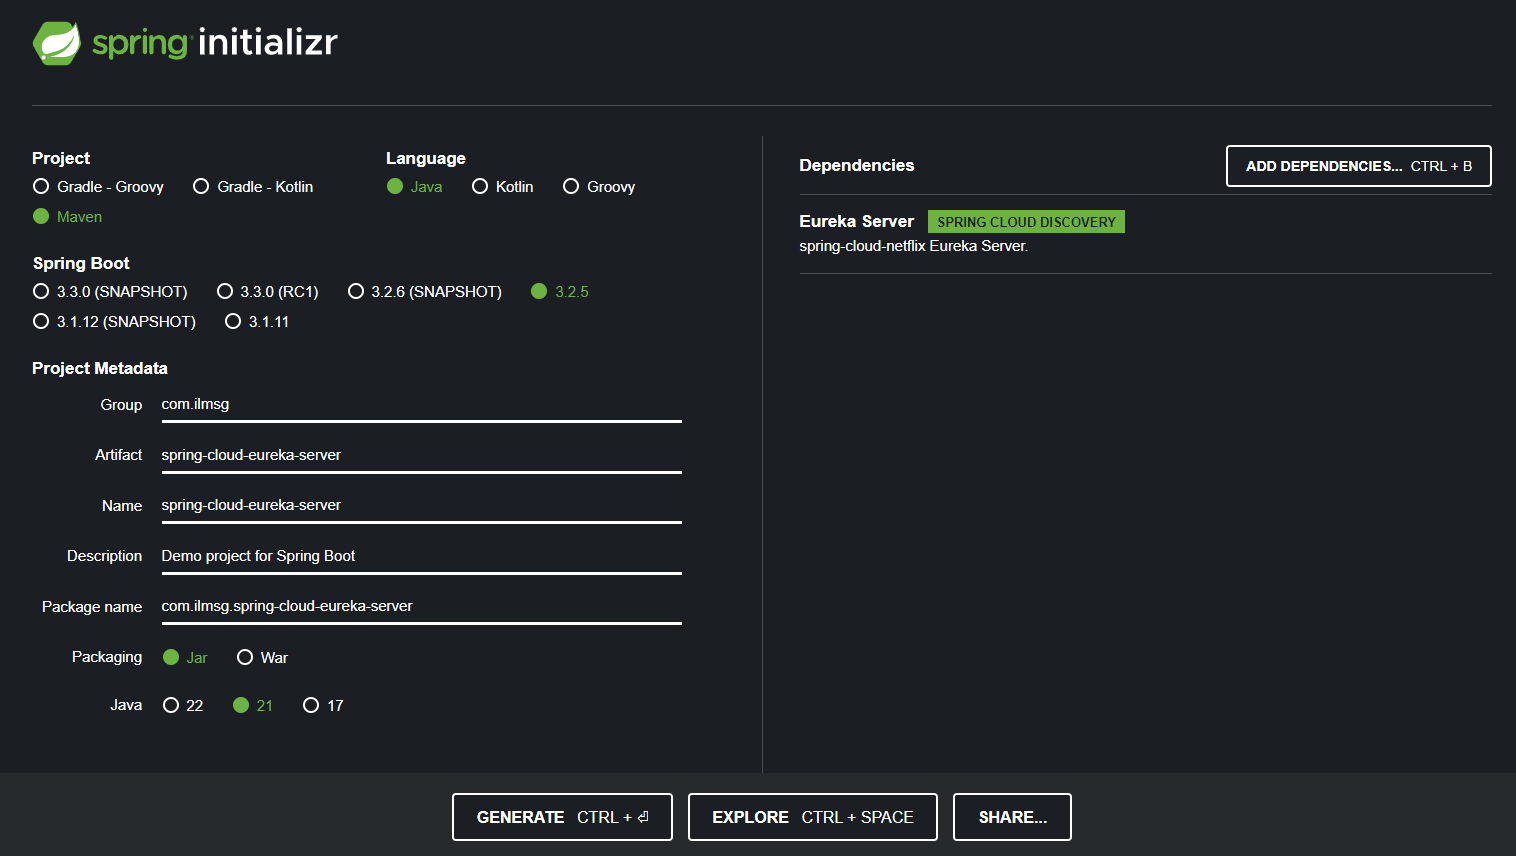 spring initializr
Project
Gradle - Groovy Gradle - Kotlin
Maven
Language
Java Kotlin Groovy
Spring Boot
3.3.0 (SNAPSHOT) 3.3.0 (RC1) 3.2.6 (SNAPSHOT) 3.2.5
3.1.12 (SNAPSHOT) 3.1.11
Project Metadata
Group com.ilmsg
Artifact spring-cloud-eureka-server
Name spring-cloud-eureka-server
Description Demo project for Spring Boot
Package name com.ilmsg.spring-cloud-eureka-server
Packaging Jar War
Java 22 21 17
Dependencies ADD DEPENDENCIES... CTRL + B
Eureka Server SPRING CLOUD DISCOVERY
spring-cloud-netflix Eureka Server.
GENERATE CTRL + ⏎ EXPLORE CTRL + SPACE SHARE...